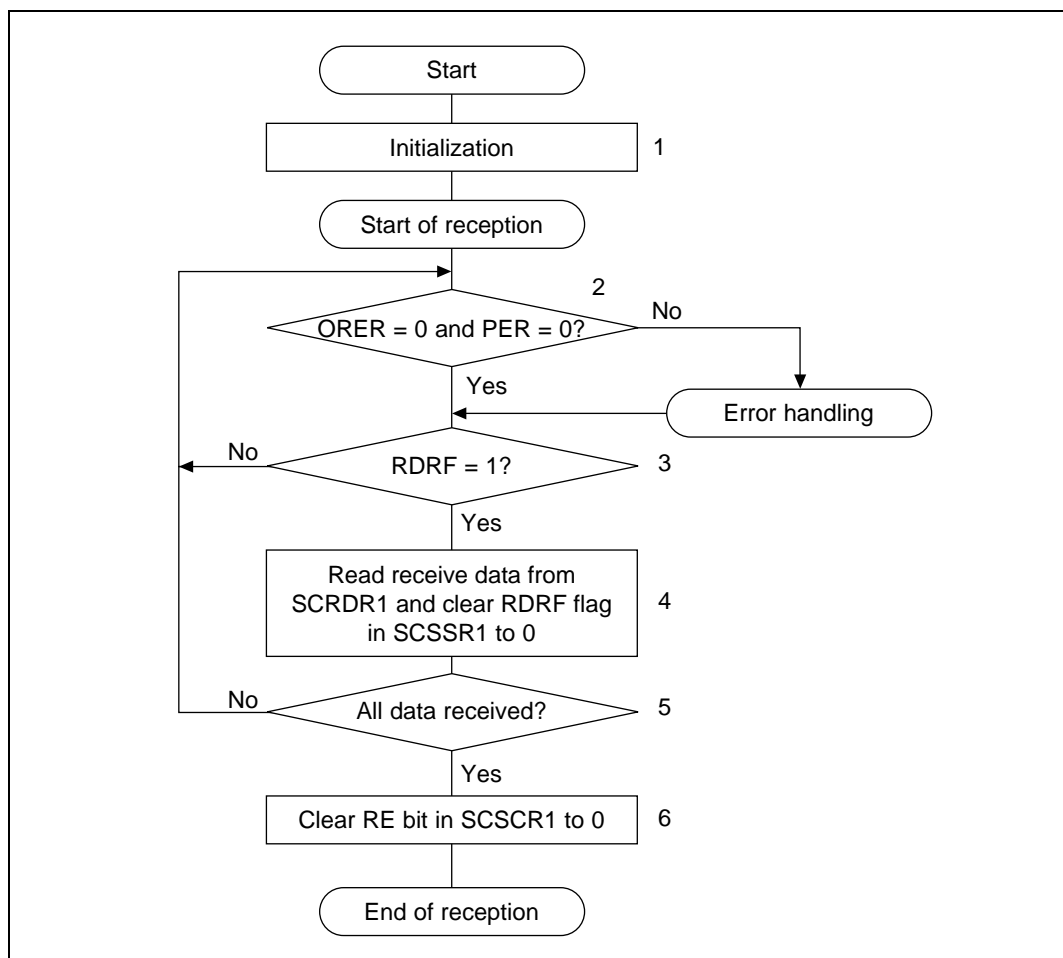 Start
Initialization
1
Start of reception
2
ORER = 0 and PER = 0?
No
Yes
Error handling
No
RDRF = 1?
3
Yes
Read receive data from
SCRDR1 and clear RDRF flag
in SCSSR1 to 0
4
No
All data received?
5
Yes
Clear RE bit in SCSCR1 to 0
6
End of reception